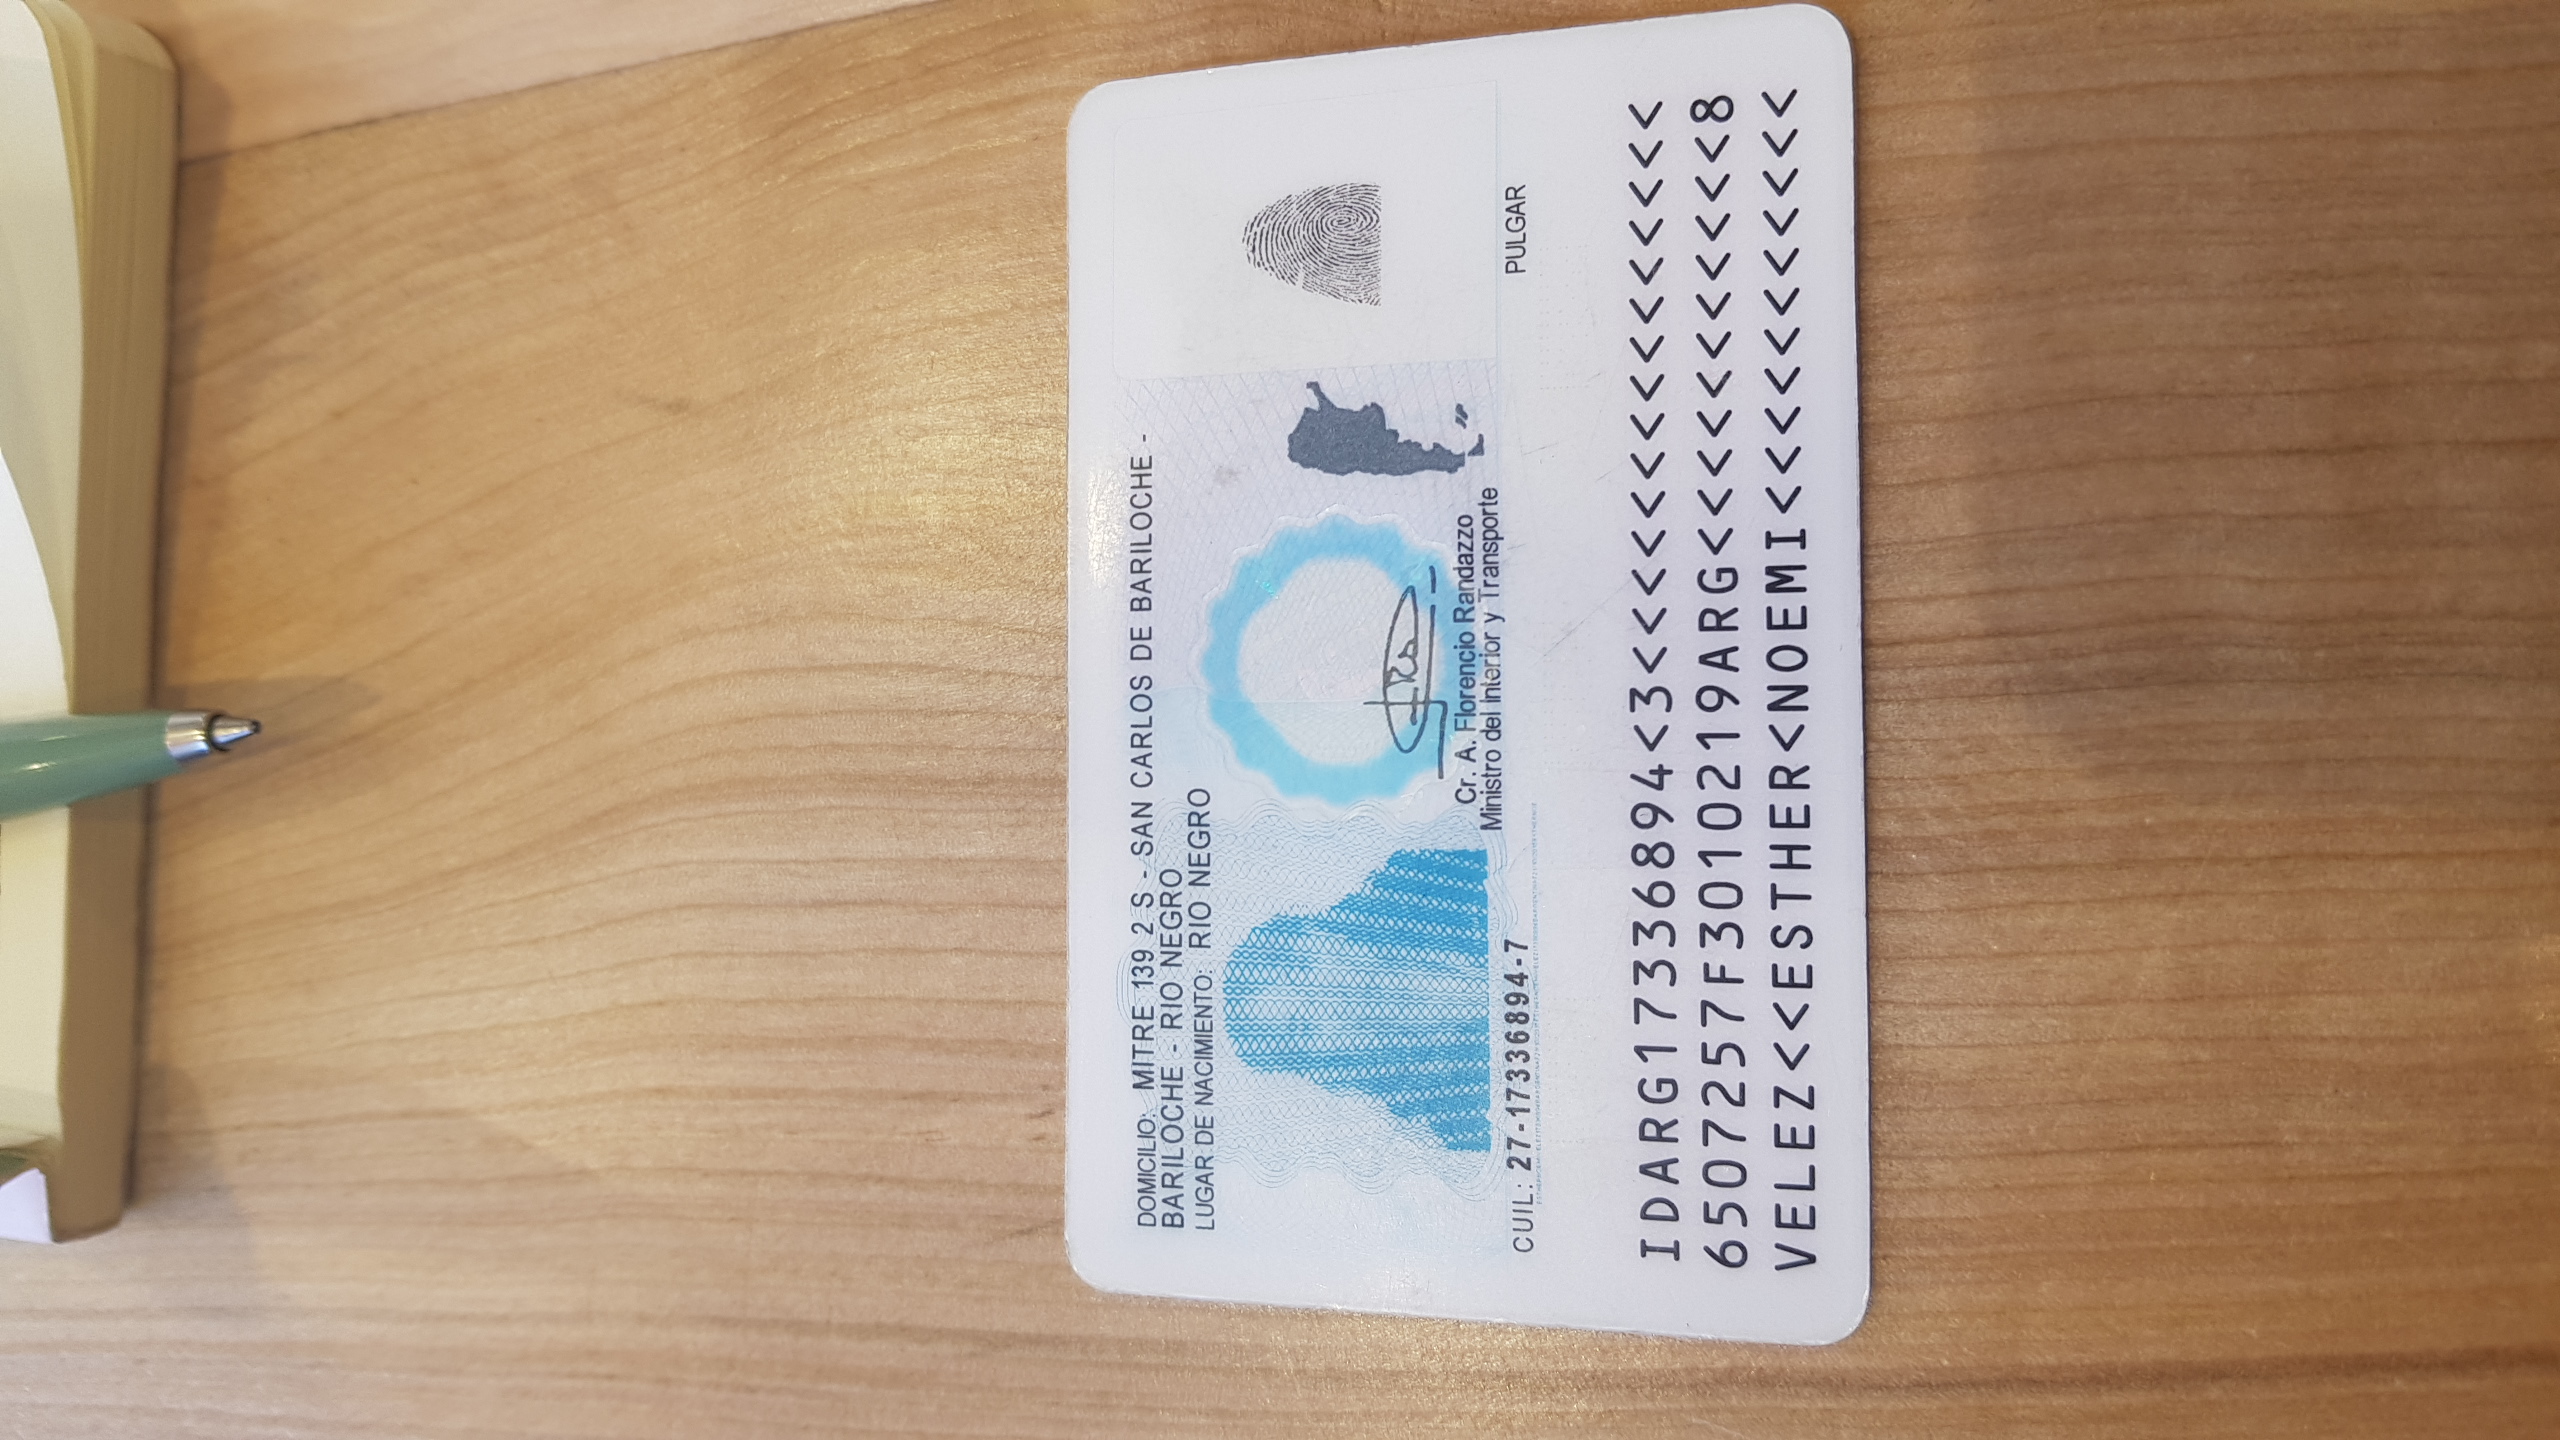 DOMICILIO: MITRE 139 2 S - SAN CARLOS DE BARILOCHE -
BARILOCHE - RIO NEGRO
LUGAR DE NACIMIENTO: RIO NEGRO
Cr. A. Florencio Randazzo
Ministro del Interior y Transporte
CUIL: 27-17336894-7
PULGAR
IDARG17336894<3<<<<<<<<<<<<<<<
6507257F3010219ARG<<<<<<<<<<<8
VELEZ<<ESTHER<NOEMI<<<<<<<<<<<